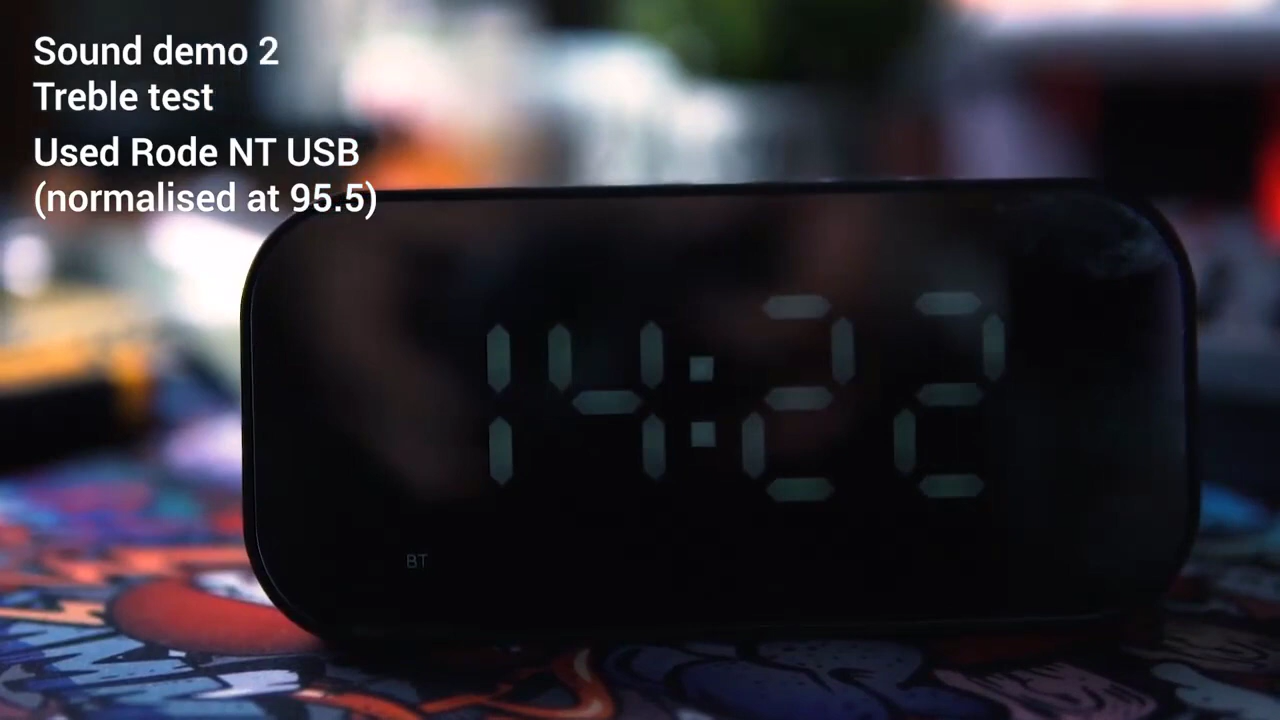 Sound demo 2
Treble test
Used Rode NT USB
(normalised at 95.5)
14:22
BT